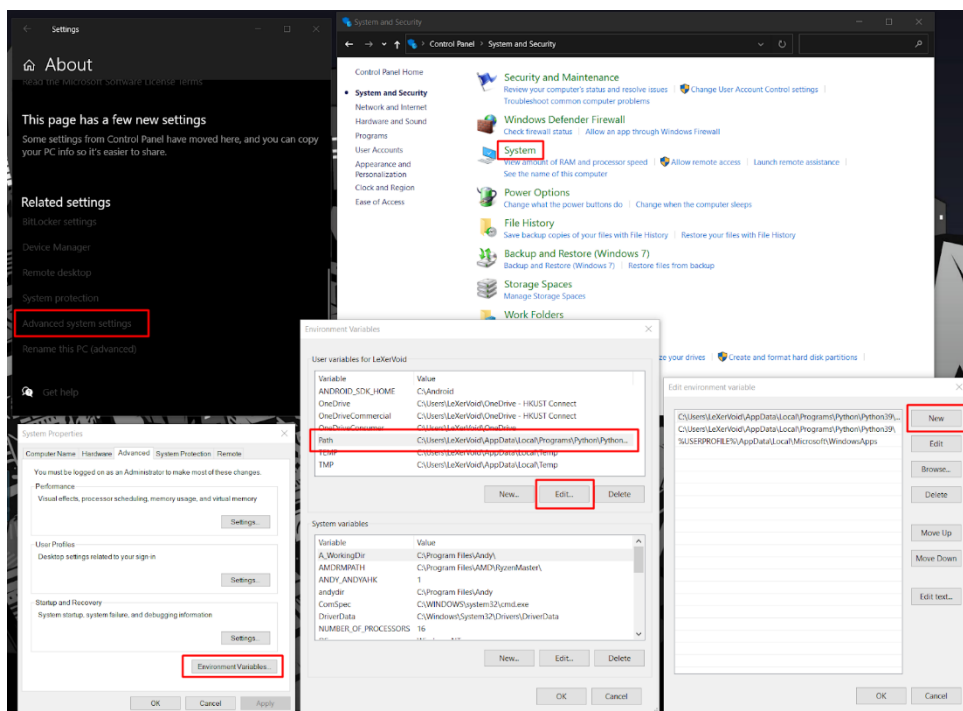 Settings
About
Read the Microsoft Software License Terms
This page has a few new settings
Some settings from Control Panel have moved here, and you can copy
your PC info so it's easier to share.
Related settings
BitLocker settings
Device Manager
Remote desktop
System protection
Advanced system settings
Rename this PC (advanced)
Get help
System and Security
Control Panel > System and Security
Control Panel Home
System and Security
Network and Internet
Hardware and Sound
Programs
User Accounts
Appearance and
Personalization
Clock and Region
Ease of Access
Security and Maintenance
Review your computer's status and resolve issues
Change User Account Control settings
Troubleshoot common computer problems
Windows Defender Firewall
Check firewall status
Allow an app through Windows Firewall
System
View amount of RAM and processor speed
Allow remote access
Launch remote assistance
See the name of this computer
Power Options
Change what the power buttons do
Change when the computer sleeps
File History
Save backup copies of your files with File History
Restore your files with File History
Backup and Restore (Windows 7)
Backup and Restore (Windows 7)
Restore files from backup
Storage Spaces
Manage Storage Spaces
Work Folders
ze your drives
Create and format hard disk partitions
System Properties
Computer Name Hardware Advanced System Protection Remote
You must be logged on as an Administrator to make most of these changes.
Performance
Visual effects, processor scheduling, memory usage, and virtual memory
Settings...
User Profiles
Desktop settings related to your sign-in
Settings...
Startup and Recovery
System startup, system failure, and debugging information
Settings...
Environment Variables...
OK Cancel Apply
Environment Variables
User variables for LeXerVoid
Variable Value
ANDROID_SDK_HOME C:\Android
OneDrive C:\Users\LeXerVoid\OneDrive - HKUST Connect
OneDriveCommercial C:\Users\LeXerVoid\OneDrive - HKUST Connect
OneDriveConsumer C:\Users\LeXerVoid\OneDrive
Path C:\Users\LeXerVoid\AppData\Local\Programs\Python\Python...
TEMP C:\Users\LeXerVoid\AppData\Local\Temp
TMP C:\Users\LeXerVoid\AppData\Local\Temp
New... Edit... Delete
System variables
Variable Value
A_WorkingDir C:\Program Files\Andy\
AMDRMPATH C:\Program Files\AMD\RyzenMaster\
ANDY_ANDYAHK 1
andydir C:\Program Files\Andy
ComSpec C:\WINDOWS\system32\cmd.exe
DriverData C:\Windows\System32\Drivers\DriverData
NUMBER_OF_PROCESSORS 16
New... Edit... Delete
OK Cancel
Edit environment variable
C:\Users\LeXerVoid\AppData\Local\Programs\Python\Python39\...
C:\Users\LeXerVoid\AppData\Local\Programs\Python\Python39\
%USERPROFILE%\AppData\Local\Microsoft\WindowsApps
New
Edit
Browse...
Delete
Move Up
Move Down
Edit text...
OK Cancel